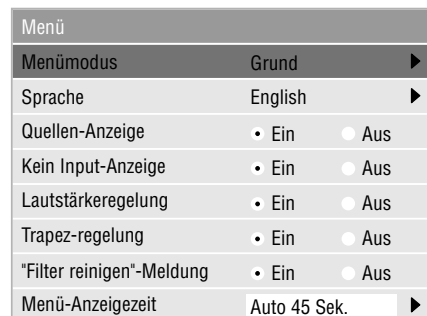 Menü
Menümodus Grund
Sprache English
Quellen-Anzeige Ein Aus
Kein Input-Anzeige Ein Aus
Lautstärkeregelung Ein Aus
Trapez-regelung Ein Aus
"Filter reinigen"-Meldung Ein Aus
Menü-Anzeigezeit Auto 45 Sek.